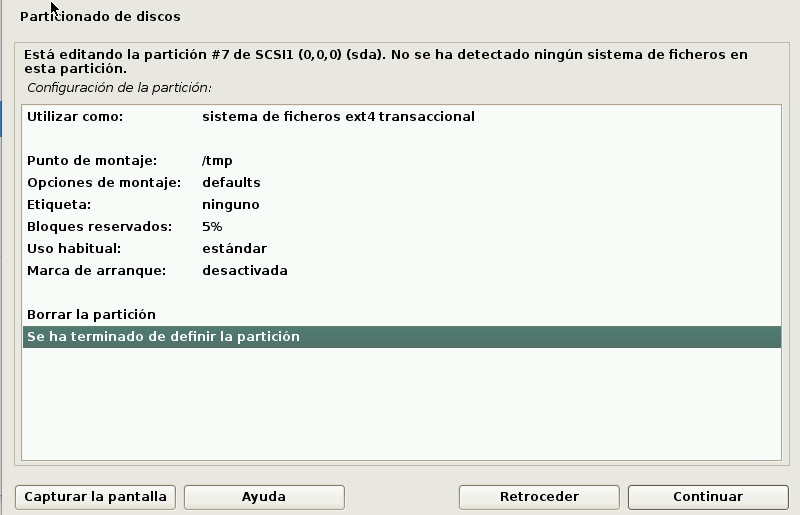 Particionado de discos
Está editando la partición #7 de SCSI1 (0,0,0) (sda). No se ha detectado ningún sistema de ficheros en
esta partición.
Configuración de la partición:
Utilizar como: sistema de ficheros ext4 transaccional
Punto de montaje: /tmp
Opciones de montaje: defaults
Etiqueta: ninguno
Bloques reservados: 5%
Uso habitual: estándar
Marca de arranque: desactivada
Borrar la partición
Se ha terminado de definir la partición
Capturar la pantalla Ayuda Retroceder Continuar